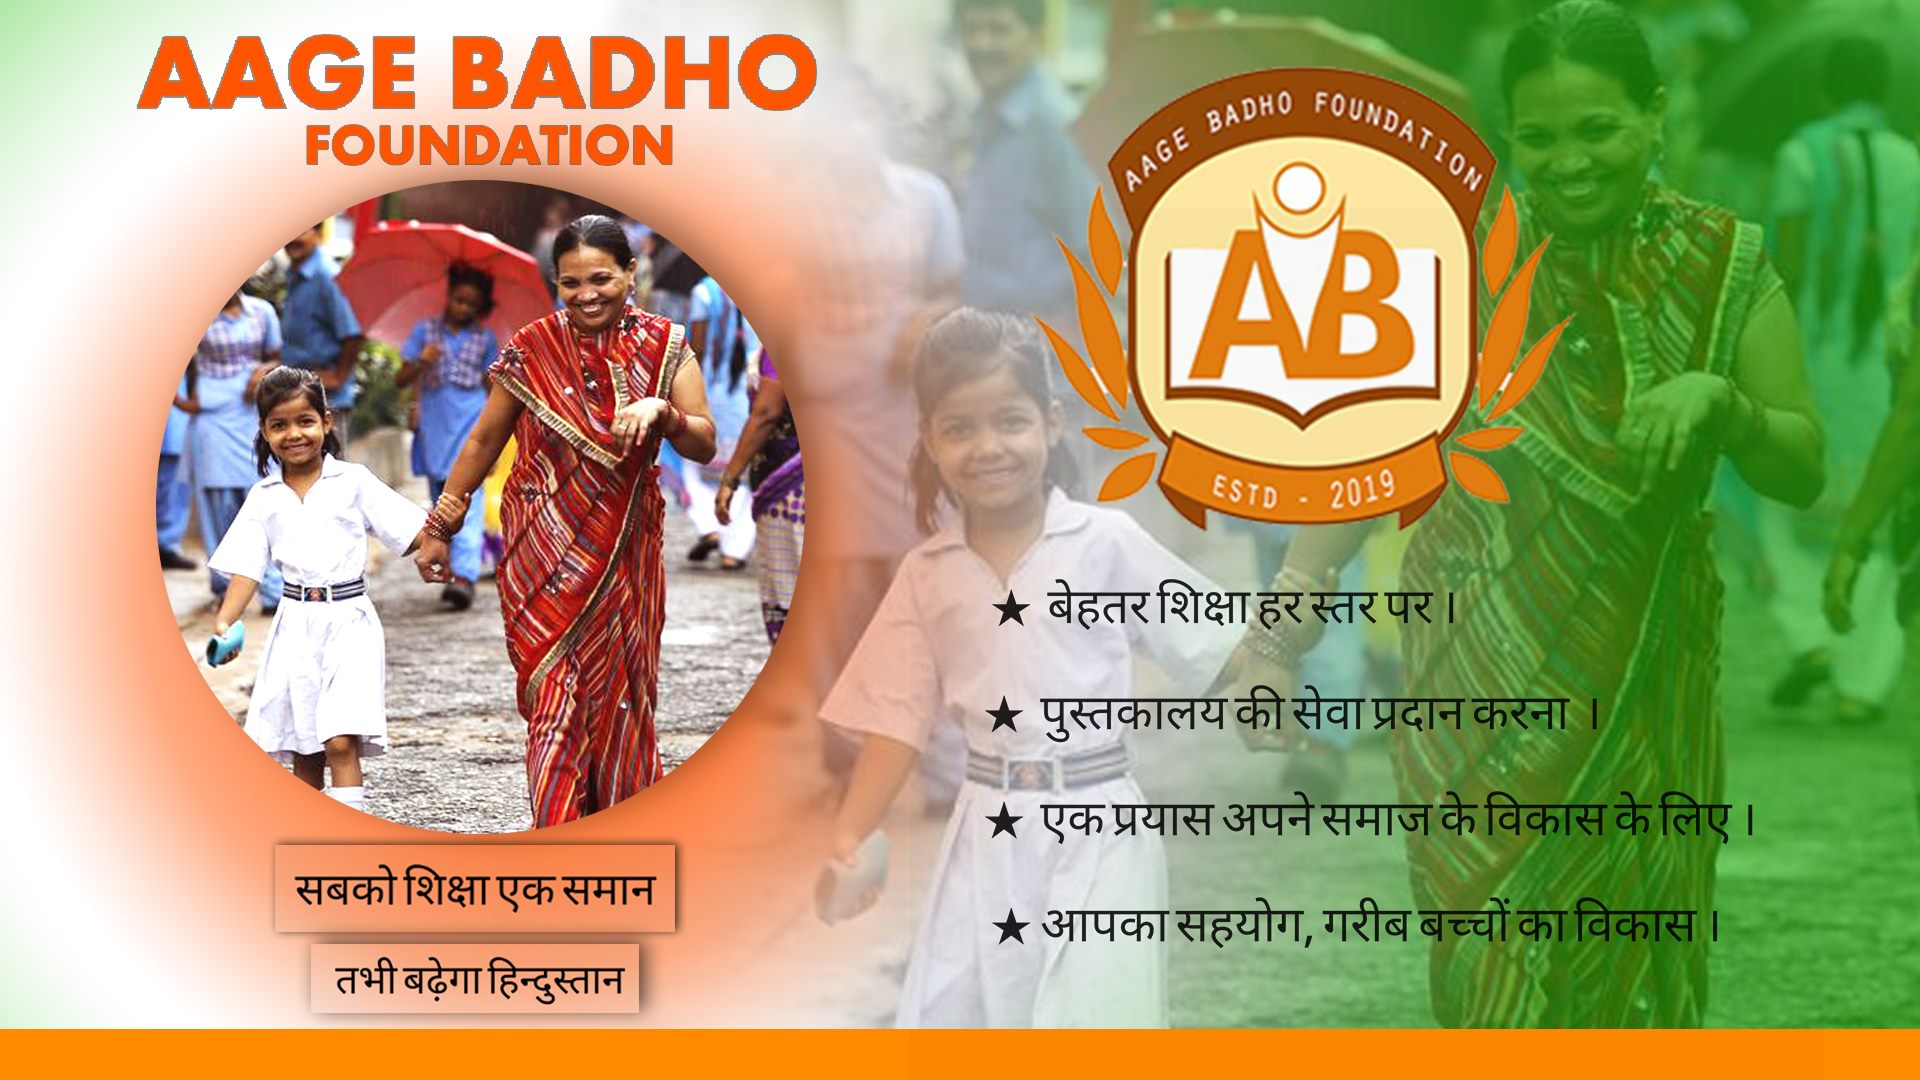 AAGE BADHO
FOUNDATION
सबको शिक्षा एक समान
तभी बढ़ेगा हिन्दुस्तान
AAGE BADHO FOUNDATION
AB
ESTD - 2019
★ बेहतर शिक्षा हर स्तर पर ।
★ पुस्तकालय की सेवा प्रदान करना ।
★ एक प्रयास अपने समाज के विकास के लिए ।
★ आपका सहयोग, गरीब बच्चों का विकास ।